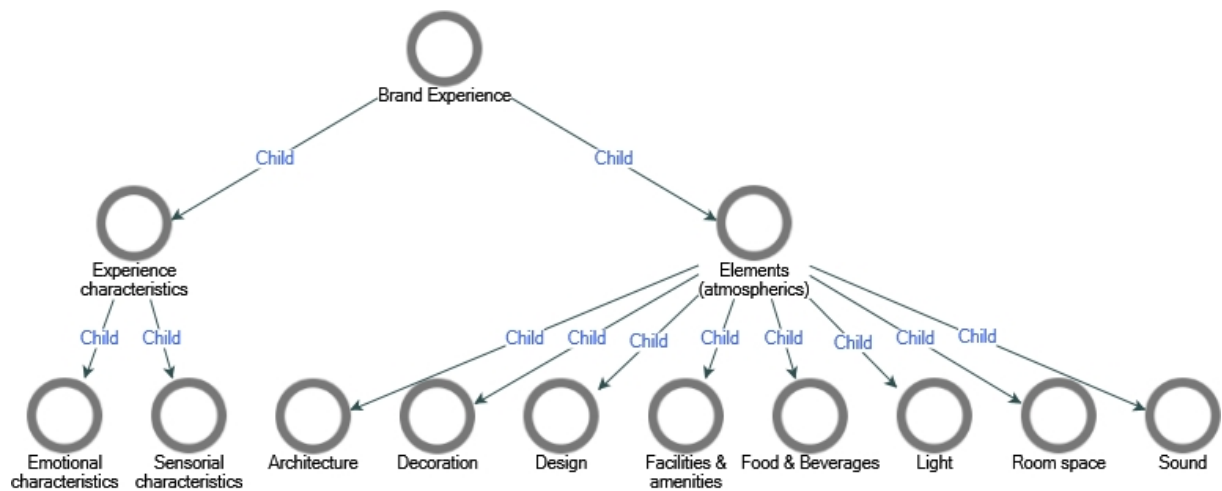 Brand Experience
Child
Child
Experience
characteristics
Elements
(atmospherics)
Child
Child
Child
Child
Child
Child
Child
Child
Child
Child
Emotional
characteristics
Sensorial
characteristics
Architecture
Decoration
Design
Facilities &
amenities
Food & Beverages
Light
Room space
Sound